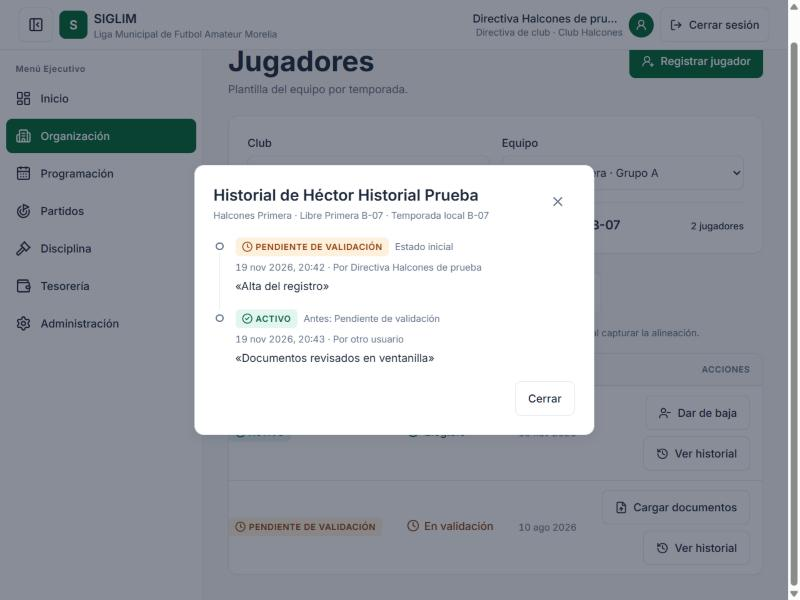 SIGLIM
Liga Municipal de Futbol Amateur Morelia
S
Directiva Halcones de pru...
Directiva de club · Club Halcones
Cerrar sesión
Menú Ejecutivo
Inicio
Organización
Programación
Partidos
Disciplina
Tesorería
Administración
Jugadores
Plantilla del equipo por temporada.
Registrar jugador
Club
Equipo
· Grupo A
B-07
2 jugadores
al capturar la alineación.
ACCIONES
Historial de Héctor Historial Prueba
Halcones Primera · Libre Primera B-07 · Temporada local B-07
PENDIENTE DE VALIDACIÓN Estado inicial
19 nov 2026, 20:42 · Por Directiva Halcones de prueba
«Alta del registro»
ACTIVO Antes: Pendiente de validación
19 nov 2026, 20:43 · Por otro usuario
«Documentos revisados en ventanilla»
Cerrar
Dar de baja
Ver historial
PENDIENTE DE VALIDACIÓN
En validación
10 ago 2026
Cargar documentos
Ver historial